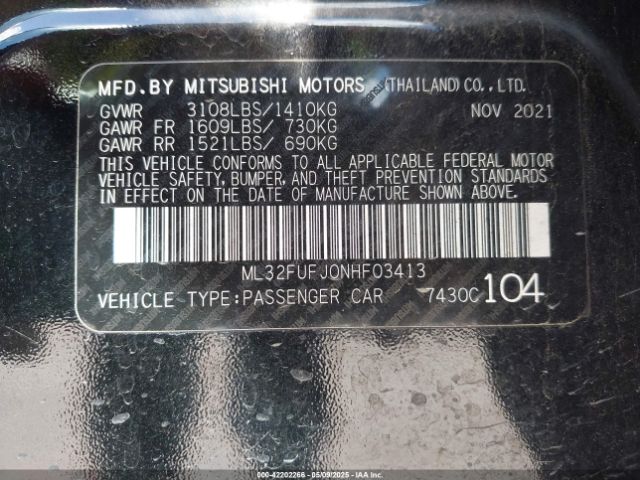 MFD.BY MITSUBISHI MOTORS (THAILAND)CO.,LTD.
GVWR 3108LBS/1410KG NOV 2021
GAWR FR 1609LBS/ 730KG
GAWR RR 1521LBS/ 690KG
THIS VEHICLE CONFORMS TO ALL APPLICABLE FEDERAL MOTOR
VEHICLE SAFETY, BUMPER, AND THEFT PREVENTION STANDARDS
IN EFFECT ON THE DATE OF MANUFACTURE SHOWN ABOVE.
ML32FUFJ0NHF03413
VEHICLE TYPE:PASSENGER CAR 7430C 104
000-42202266 - 05/09/2025 - IAAI.COM